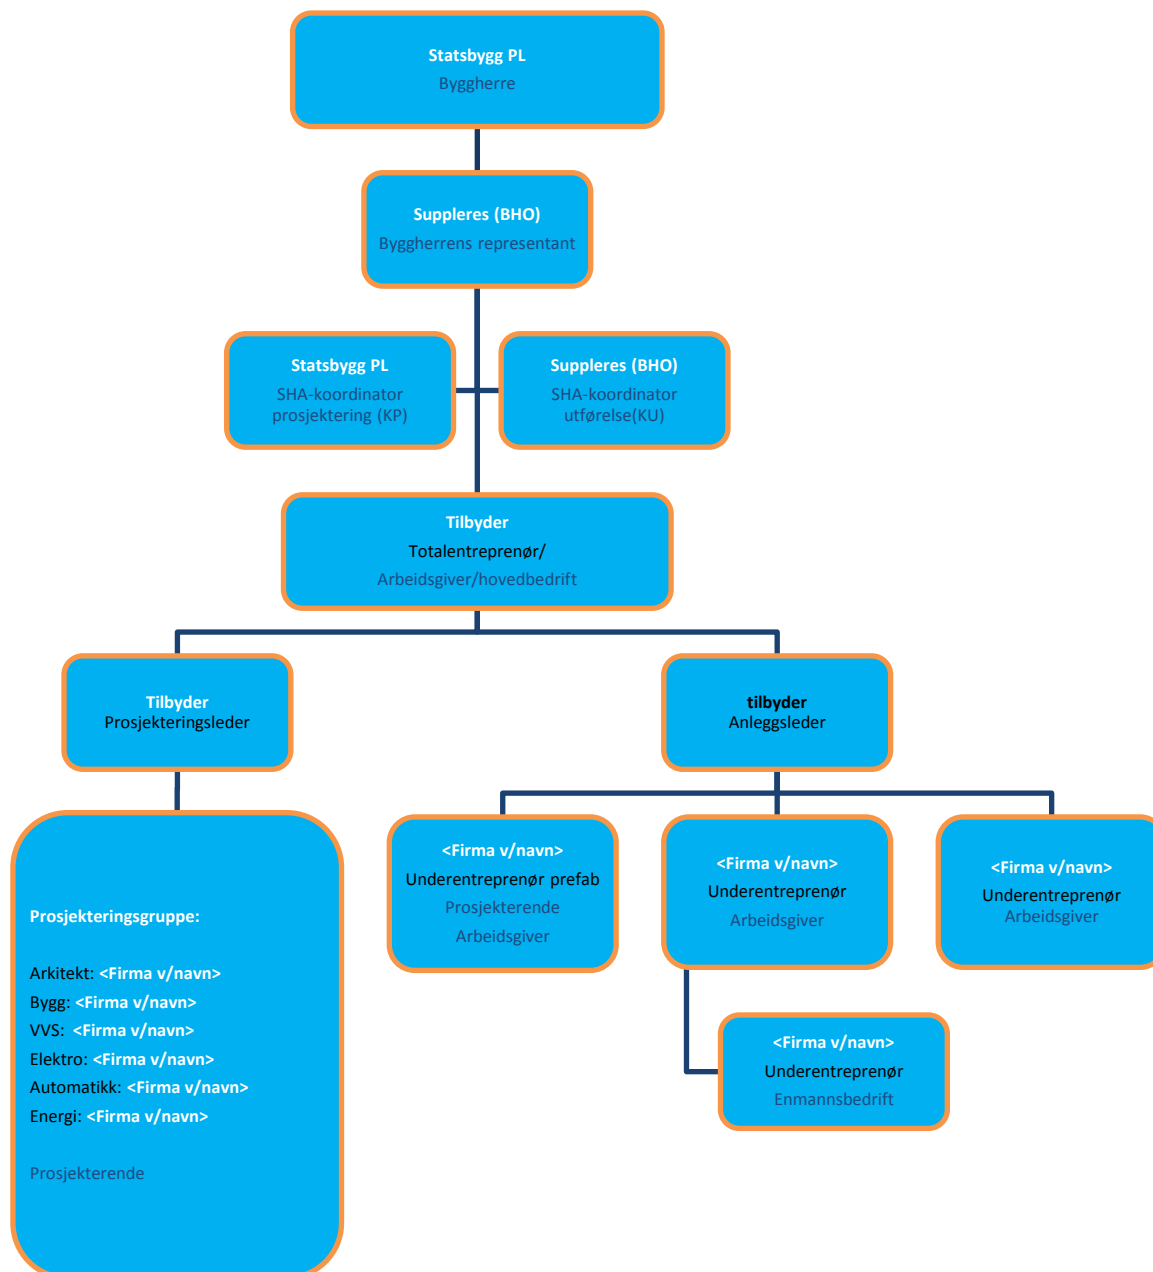 Statsbygg PL
Byggherre
Suppleres (BHO)
Byggherrens representant
Statsbygg PL
SHA-koordinator
prosjektering (KP)
Suppleres (BHO)
SHA-koordinator
utførelse(KU)
Tilbyder
Totalentreprenør/
Arbeidsgiver/hovedbedrift
Tilbyder
Prosjekteringsleder
tilbyder
Anleggsleder
Prosjekteringsgruppe:
Arkitekt: <Firma v/navn>
Bygg: <Firma v/navn>
VVS:  <Firma v/navn>
Elektro: <Firma v/navn>
Automatikk: <Firma v/navn>
Energi: <Firma v/navn>
Prosjekterende
<Firma v/navn>
Underentreprenør prefab
Prosjekterende
Arbeidsgiver
<Firma v/navn>
Underentreprenør
Arbeidsgiver
<Firma v/navn>
Underentreprenør
Arbeidsgiver
<Firma v/navn>
Underentreprenør
Enmannsbedrift